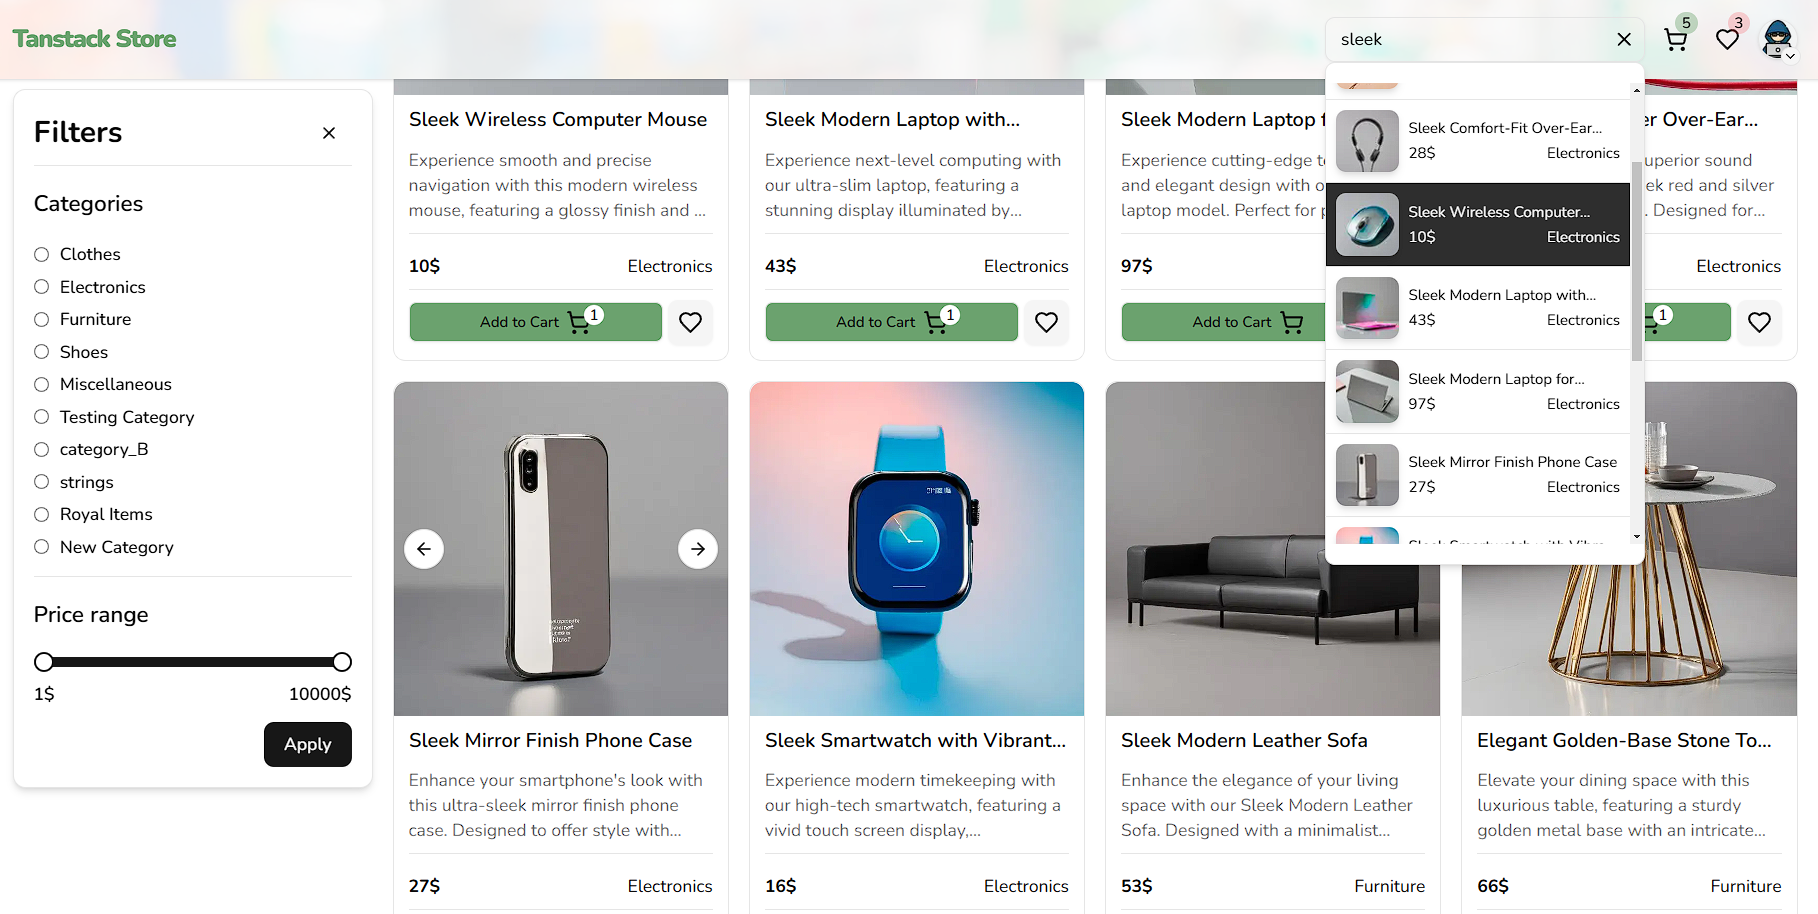 Tanstack Store
sleek
5
3
Filters
Categories
Clothes
Electronics
Furniture
Shoes
Miscellaneous
Testing Category
category_B
strings
Royal Items
New Category
Price range
1$ 10000$
Apply
Sleek Wireless Computer Mouse
Experience smooth and precise
navigation with this modern wireless
mouse, featuring a glossy finish and ...
10$ Electronics
Add to Cart 1
Sleek Modern Laptop with...
Experience next-level computing with
our ultra-slim laptop, featuring a
stunning display illuminated by...
43$ Electronics
Add to Cart 1
Sleek Modern Laptop
Experience cutting-edge
and elegant design with
laptop model. Perfect for
97$
Add to Cart
Over-Ear...
sound
red and silver
. Designed for...
Electronics
1
Sleek Comfort-Fit Over-Ear...
28$ Electronics
Sleek Wireless Computer...
10$ Electronics
Sleek Modern Laptop with...
43$ Electronics
Sleek Modern Laptop for...
97$ Electronics
Sleek Mirror Finish Phone Case
27$ Electronics
Sleek Mirror Finish Phone Case
Enhance your smartphone's look with
this ultra-sleek mirror finish phone
case. Designed to offer style with...
27$ Electronics
Sleek Smartwatch with Vibrant...
Experience modern timekeeping with
our high-tech smartwatch, featuring a
vivid touch screen display,...
16$ Electronics
Sleek Modern Leather Sofa
Enhance the elegance of your living
space with our Sleek Modern Leather
Sofa. Designed with a minimalist...
53$ Furniture
Elegant Golden-Base Stone To...
Elevate your dining space with this
luxurious table, featuring a sturdy
golden metal base with an intricate...
66$ Furniture